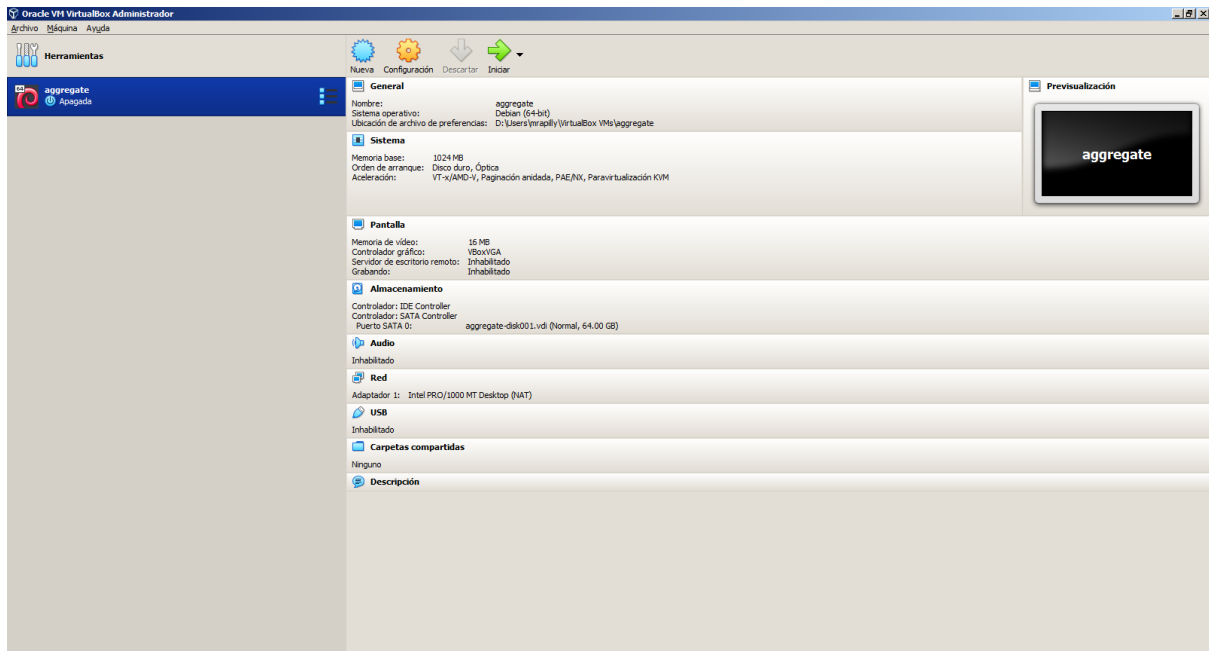 Oracle VM VirtualBox Administrador
Archivo Máquina Ayuda
Herramientas
Nueva Configuración Descartar Iniciar
64
aggregate
Apagada
General
Nombre: aggregate
Sistema operativo: Debian (64-bit)
Ubicación de archivo de preferencias: D:\Users\mrapilly\VirtualBox VMs\aggregate
Previsualización
aggregate
Sistema
Memoria base: 1024 MB
Orden de arranque: Disco duro, Óptica
Aceleración: VT-x/AMD-V, Paginación anidada, PAE/NX, Paravirtualización KVM
Pantalla
Memoria de vídeo: 16 MB
Controlador gráfico: VBoxVGA
Servidor de escritorio remoto: Inhabilitado
Grabando: Inhabilitado
Almacenamiento
Controlador: IDE Controller
Controlador: SATA Controller
Puerto SATA 0: aggregate-disk001.vdi (Normal, 64.00 GB)
Audio
Inhabilitado
Red
Adaptador 1: Intel PRO/1000 MT Desktop (NAT)
USB
Inhabilitado
Carpetas compartidas
Ninguno
Descripción